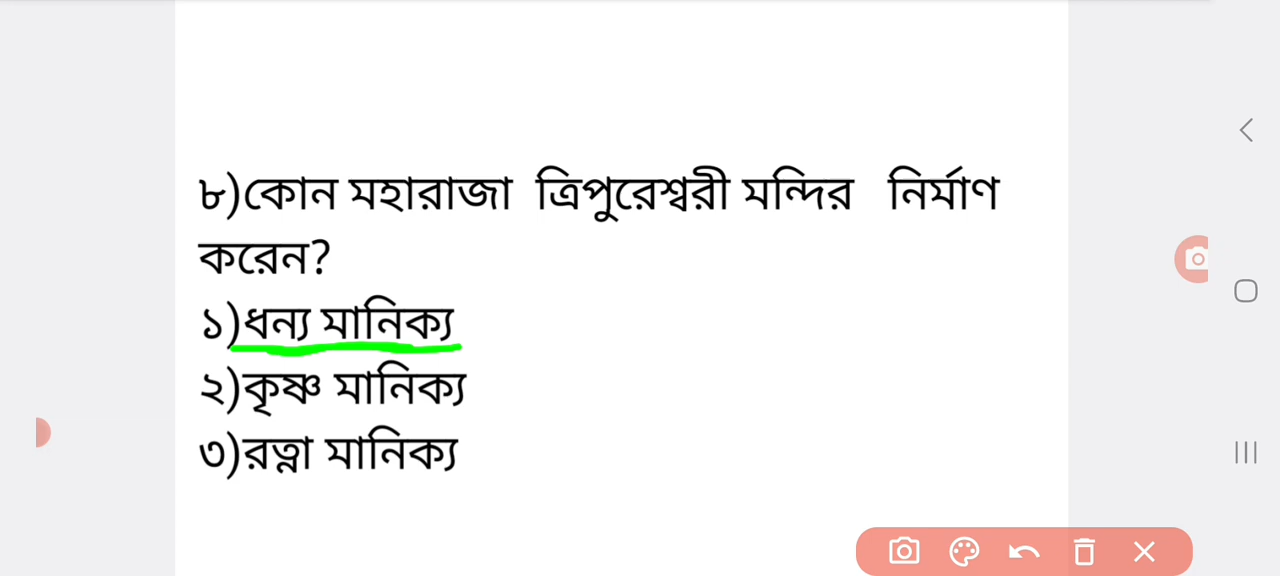 ৮)কোন মহারাজা ত্রিপুরেশ্বরী মন্দির নির্মাণ
করেন?
১)ধন্য মানিক্য
২)কৃষ্ণ মানিক্য
৩)রত্না মানিক্য